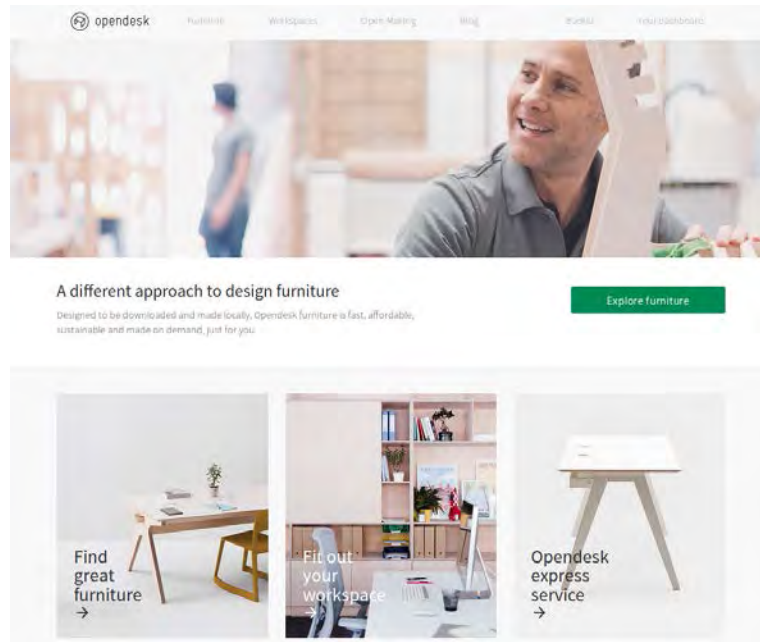 opendesk Furniture Workspaces Open Making Blog Your Dashboard
A different approach to design furniture
Explore furniture
Designed to be downloaded and made locally, Opendesk furniture is fast, affordable,
sustainable and made on demand, just for you
Find
great
furniture
→
Fit out
your
workspace
→
Opendesk
express
service
→